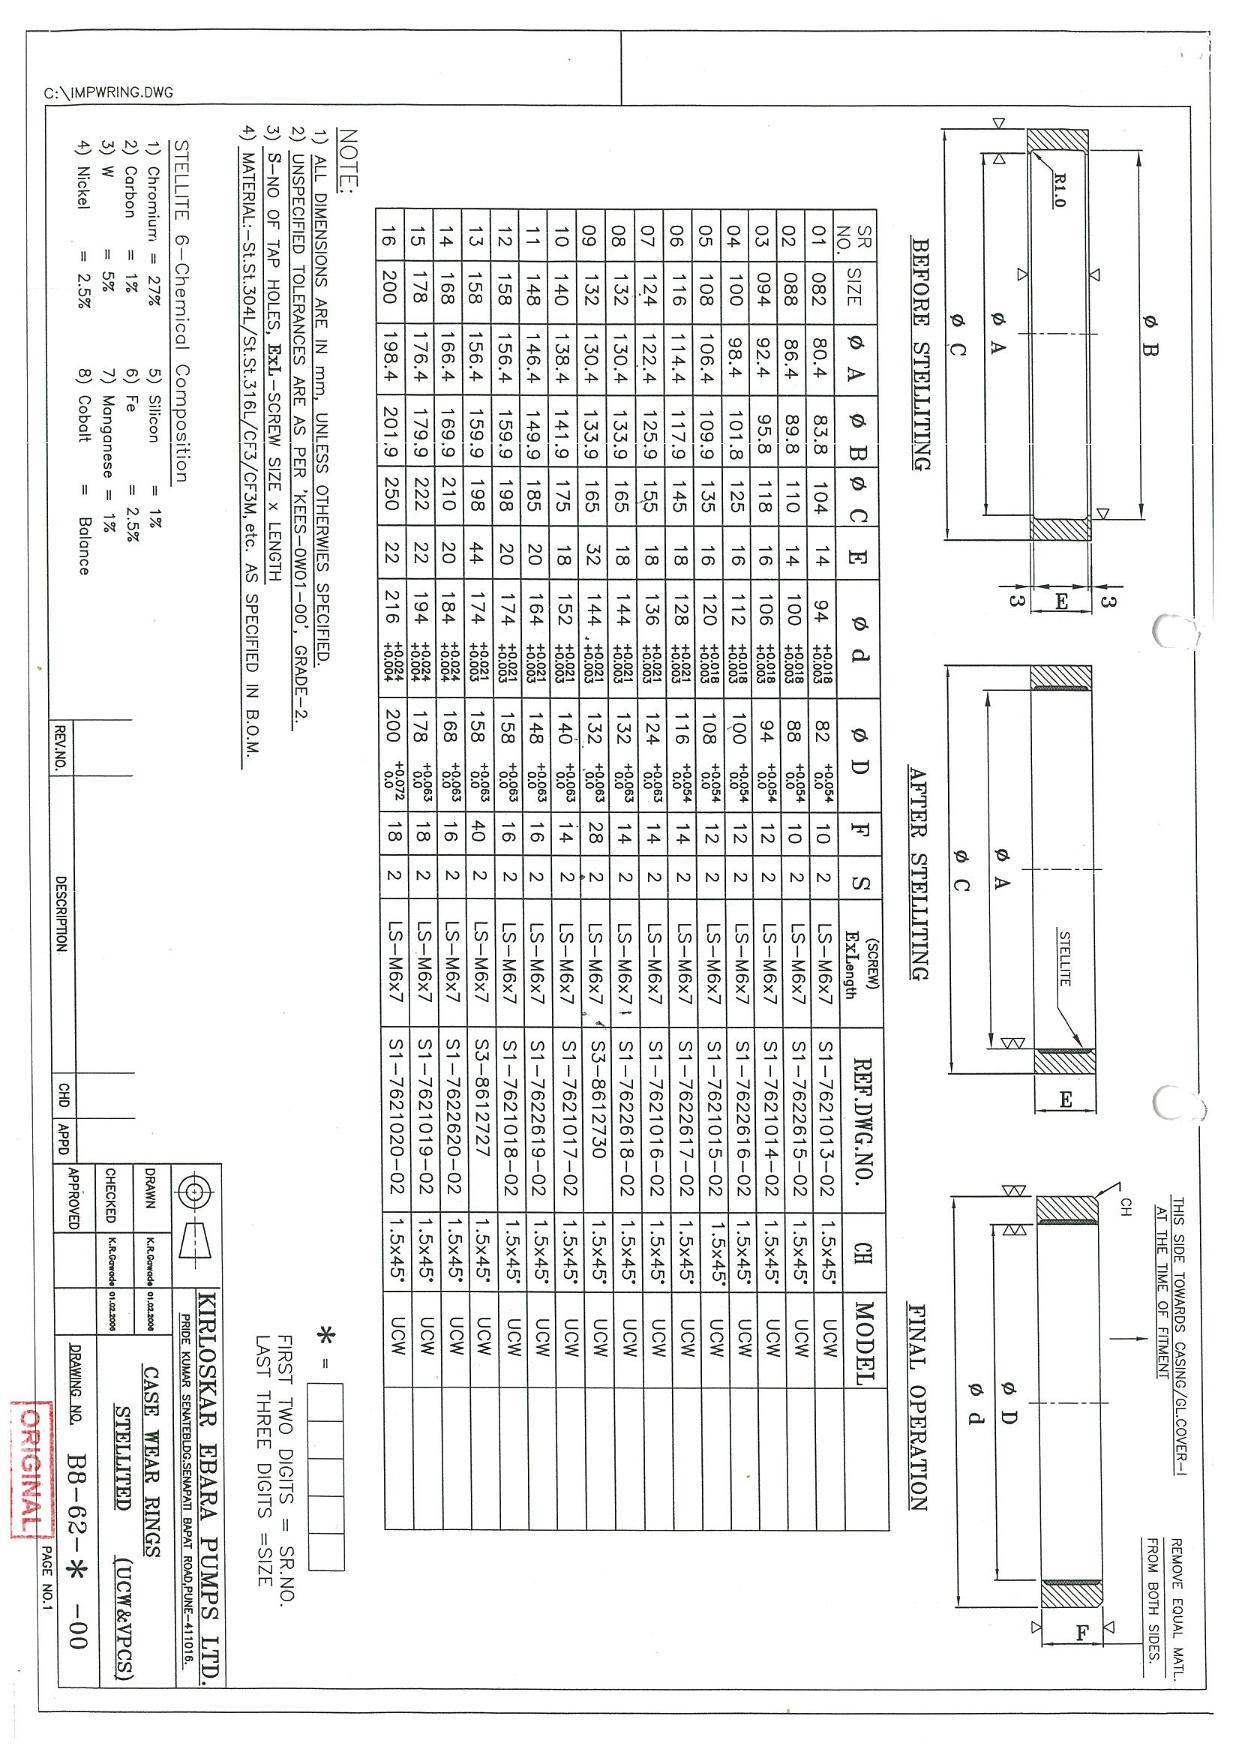 C:\IMPWRING.DWG
R1.0
ø B
ø A
ø C
3
E
3
BEFORE STELLITING
STELLITE
ø A
ø C
E
AFTER STELLITING
THIS SIDE TOWARDS CASING/GL.COVER-I
AT THE TIME OF FITMENT
REMOVE EQUAL MATL.
FROM BOTH SIDES.
CH
ø D
ø d
F
FINAL OPERATION
SR. NO. SIZE ø A ø B ø C E ø d ø D F S (SCREW) ExLength REF.DWG.NO. CH MODEL
01 082 80.4 83.8 104 14 94 +0.018 +0.003 82 +0.054 0.0 10 2 LS-M6x7 S1-7621013-02 1.5x45° UCW
02 088 86.4 89.8 110 14 100 +0.018 +0.003 88 +0.054 0.0 10 2 LS-M6x7 S1-7622615-02 1.5x45° UCW
03 094 92.4 95.8 118 16 106 +0.018 +0.003 94 +0.054 0.0 12 2 LS-M6x7 S1-7621014-02 1.5x45° UCW
04 100 98.4 101.8 125 16 112 +0.018 +0.003 100 +0.054 0.0 12 2 LS-M6x7 S1-7622616-02 1.5x45° UCW
05 108 106.4 109.9 135 16 120 +0.018 +0.003 108 +0.054 0.0 12 2 LS-M6x7 S1-7621015-02 1.5x45° UCW
06 116 114.4 117.9 145 18 128 +0.021 +0.003 116 +0.054 0.0 14 2 LS-M6x7 S1-7622617-02 1.5x45° UCW
07 124 122.4 125.9 155 18 136 +0.021 +0.003 124 +0.063 0.0 14 2 LS-M6x7 S1-7621016-02 1.5x45° UCW
08 132 130.4 133.9 165 18 144 +0.021 +0.003 132 +0.063 0.0 14 2 LS-M6x7 S1-7622618-02 1.5x45° UCW
09 132 130.4 133.9 165 32 144 +0.021 +0.003 132 +0.063 0.0 28 2 LS-M6x7 S3-8612730 1.5x45° UCW
10 140 138.4 141.9 175 18 152 +0.021 +0.003 140 +0.063 0.0 14 2 LS-M6x7 S1-7621017-02 1.5x45° UCW
11 148 146.4 149.9 185 20 164 +0.021 +0.003 148 +0.063 0.0 16 2 LS-M6x7 S1-7622619-02 1.5x45° UCW
12 158 156.4 159.9 198 20 174 +0.021 +0.003 158 +0.063 0.0 16 2 LS-M6x7 S1-7621018-02 1.5x45° UCW
13 158 156.4 159.9 198 44 174 +0.021 +0.003 158 +0.063 0.0 40 2 LS-M6x7 S3-8612727 1.5x45° UCW
14 168 166.4 169.9 210 20 184 +0.024 +0.004 168 +0.063 0.0 16 2 LS-M6x7 S1-7622620-02 1.5x45° UCW
15 178 176.4 179.9 222 22 194 +0.024 +0.004 178 +0.063 0.0 18 2 LS-M6x7 S1-7621019-02 1.5x45° UCW
16 200 198.4 201.9 250 22 216 +0.024 +0.004 200 +0.072 0.0 18 2 LS-M6x7 S1-7621020-02 1.5x45° UCW
NOTE:
1) ALL DIMENSIONS ARE IN mm, UNLESS OTHERWIES SPECIFIED.
2) UNSPECIFIED TOLERANCES ARE AS PER 'KEES-0W01-00', GRADE-2.
3) S-NO OF TAP HOLES, ExL-SCREW SIZE x LENGTH
4) MATERIAL:-St.St.304L/St.St.316L/CF3/CF3M, etc. AS SPECIFIED IN B.O.M.
* =
FIRST TWO DIGITS = SR.NO.
LAST THREE DIGITS =SIZE
STELLITE 6-Chemical Composition
1) Chromium = 27% 5) Silicon = 1%
2) Carbon = 1% 6) Fe = 2.5%
3) W = 5% 7) Manganese = 1%
4) Nickel = 2.5% 8) Cobalt = Balance
REV.NO. DESCRIPTION CHD APPD
KIRLOSKAR EBARA PUMPS LTD.
PRIDE KUMAR SENATEBLDG,SENAPATI BAPAT ROAD,PUNE-411016.
DRAWN K.R.Gawade 01.02.2006
CHECKED K.R.Gawade 01.02.2006
APPROVED
CASE WEAR RINGS
STELLITED (UCW&VPCS)
DRAWING NO. B8-62-*-00
ORIGINAL
PAGE NO.1